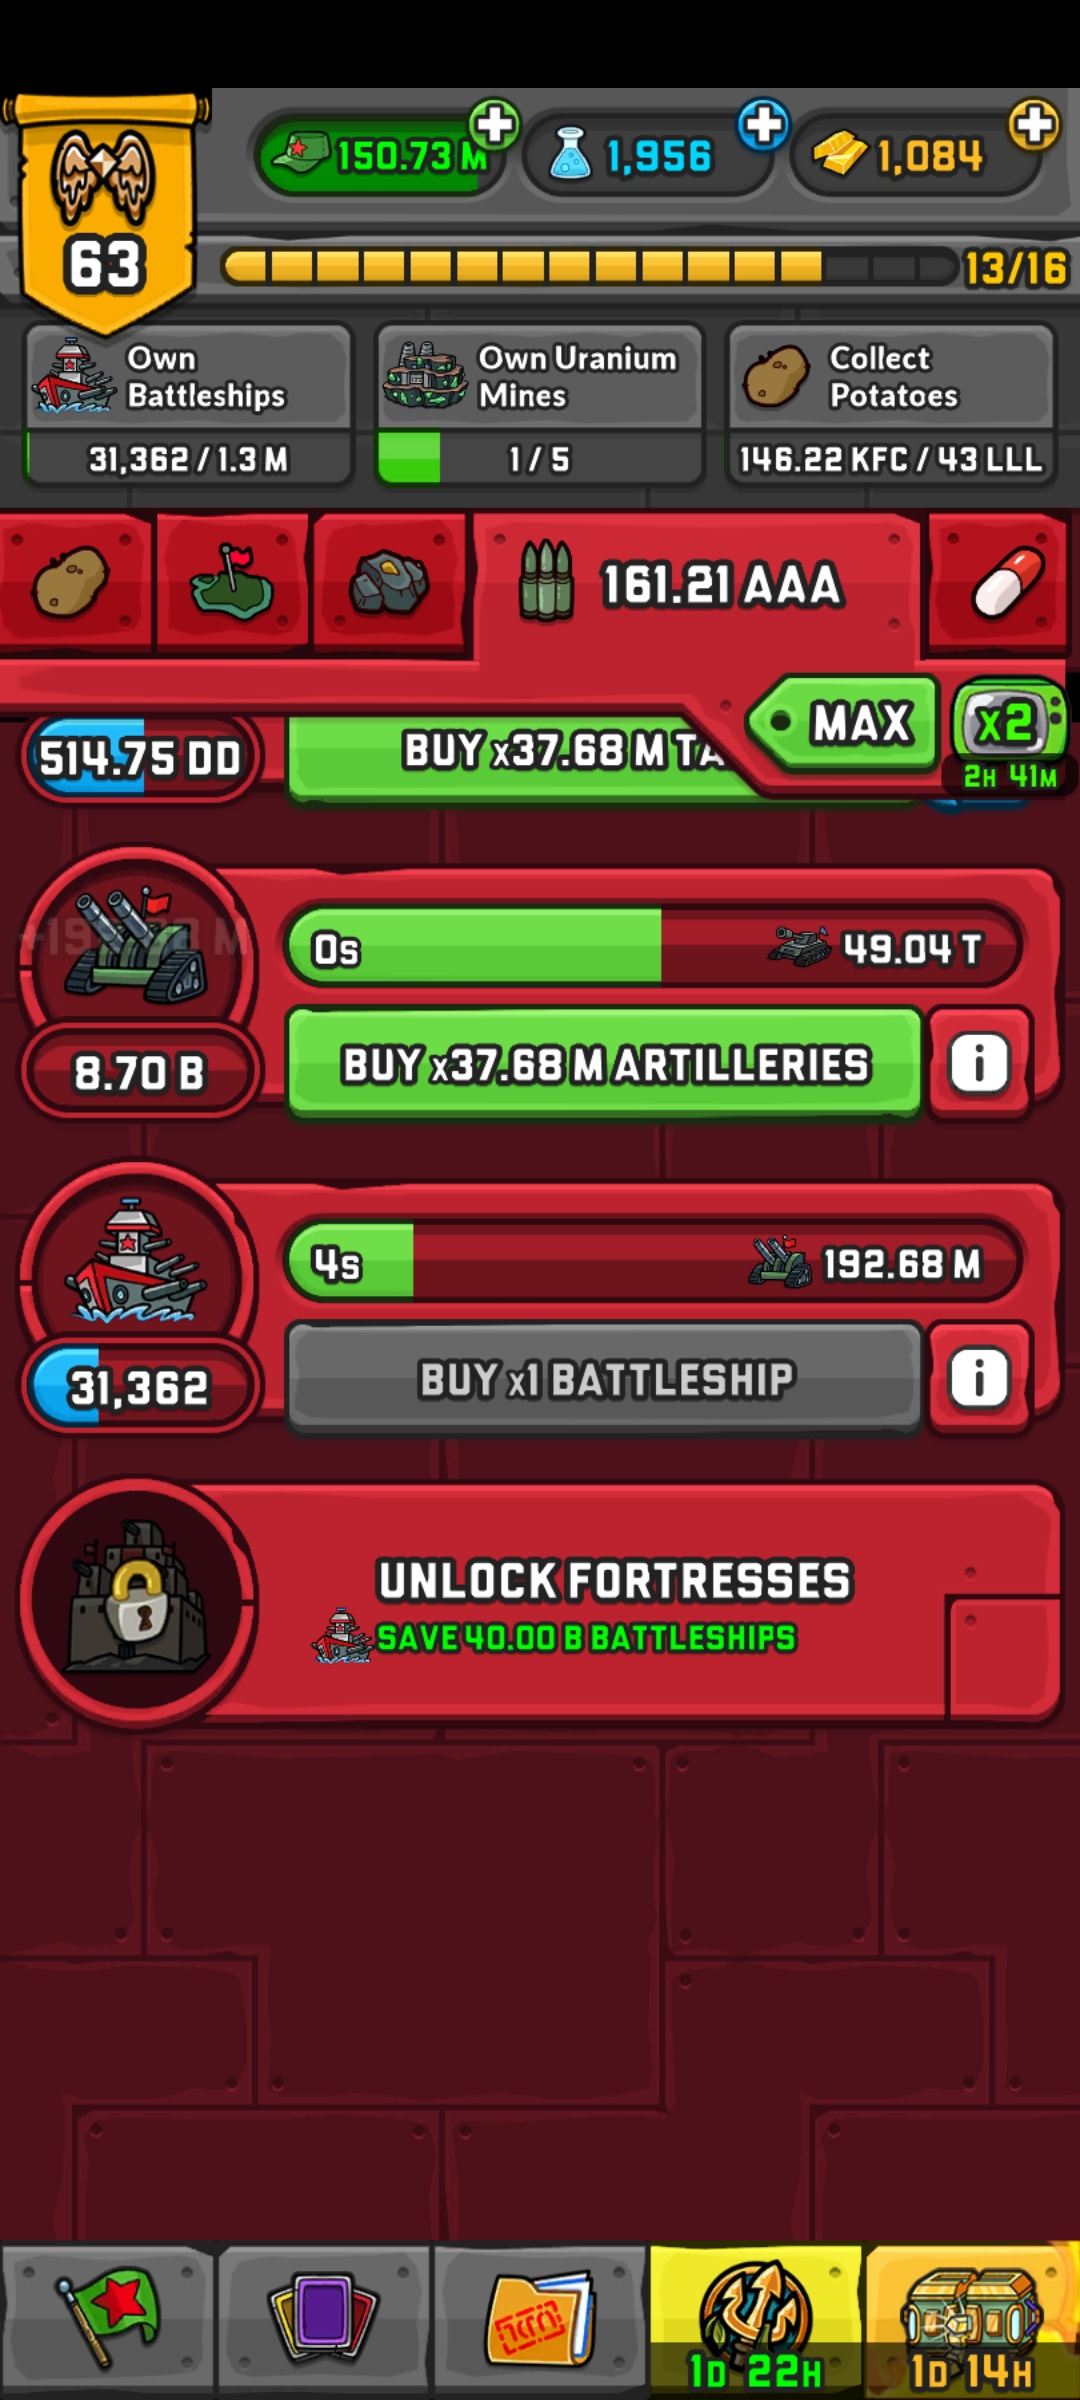 150.73 M
1,956
1,084
63
13/16
Own
Battleships
31,362 / 1.3 M
Own Uranium
Mines
1 / 5
Collect
Potatoes
146.22 KFC / 43 LLL
161.21 AAA
MAX
x2
2H 41M
514.75 DD
BUY x37.68 M
0s
49.04 T
8.70 B
BUY x37.68 M ARTILLERIES
i
4s
192.68 M
31,362
BUY x1 BATTLESHIP
i
UNLOCK FORTRESSES
SAVE 40.00 B BATTLESHIPS
1D 22H
1D 14H